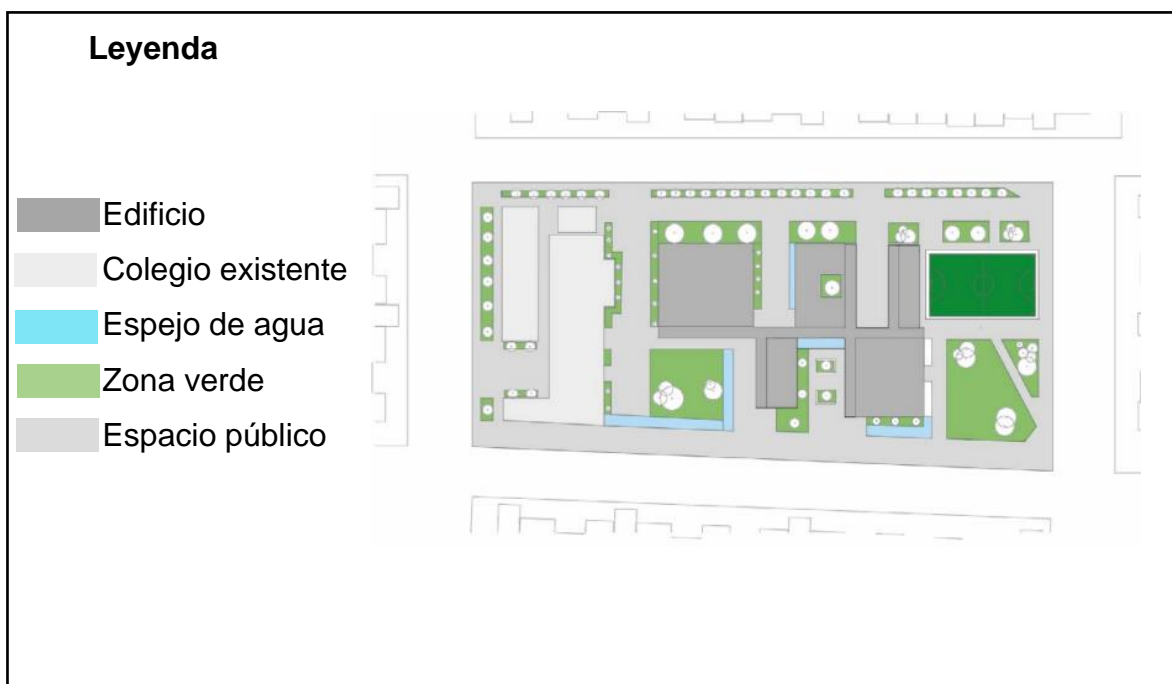 Leyenda
Edificio
Colegio existente
Espejo de agua
Zona verde
Espacio público